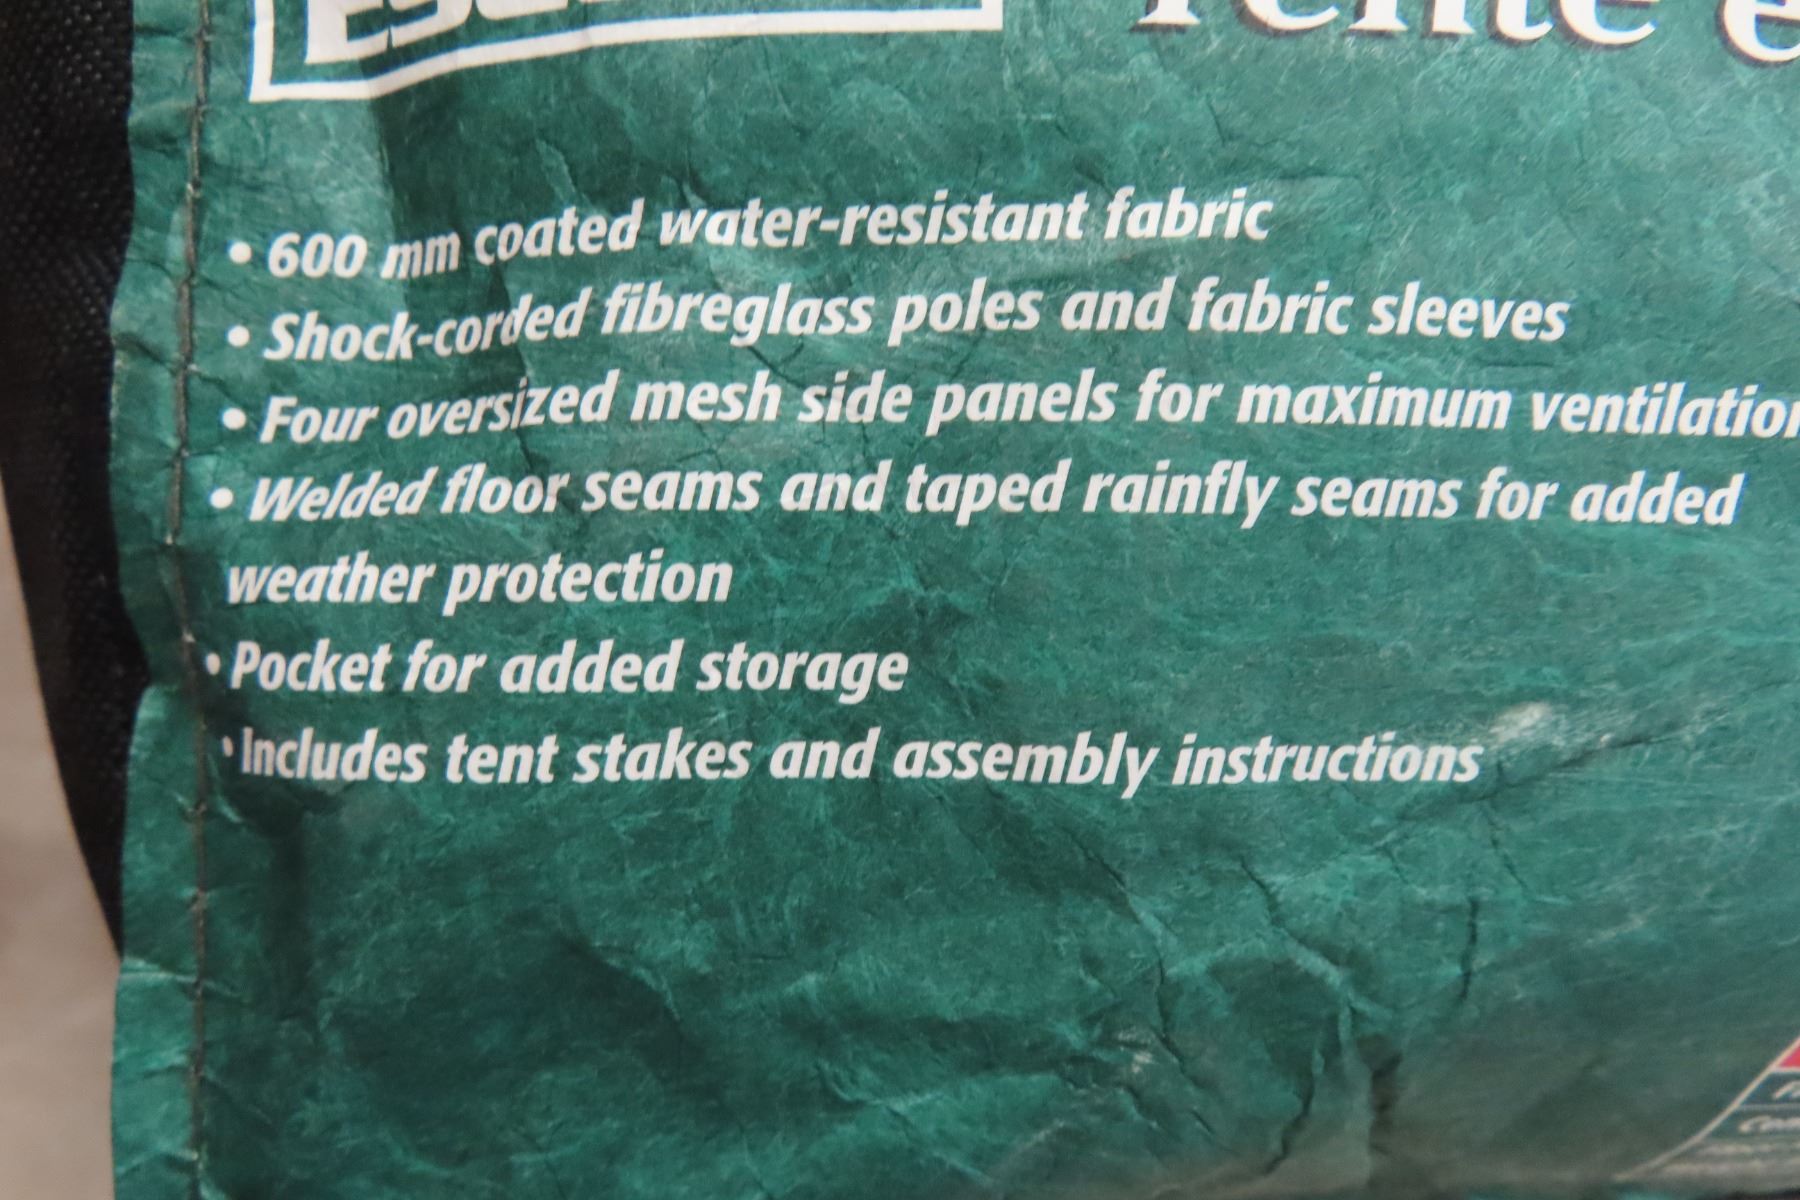 • 600 mm coated water-resistant fabric
• Shock-corded fibreglass poles and fabric sleeves
• Four oversized mesh side panels for maximum
• Welded floor seams and taped rainfly seams for added
weather protection
• Pocket for added storage
• Includes tent stakes and assembly instructions